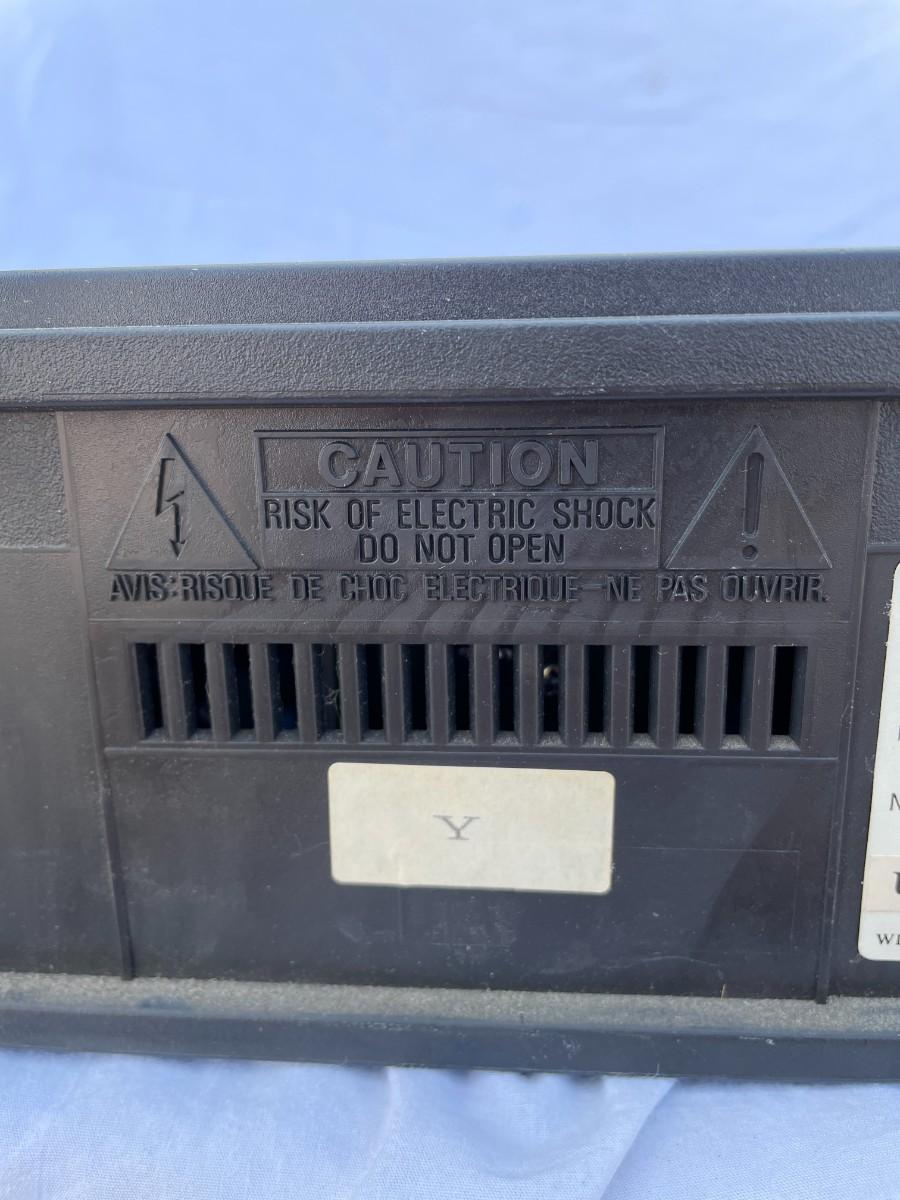 CAUTION
RISK OF ELECTRIC SHOCK
DO NOT OPEN
AVIS:RISQUE DE CHOC ELECTRIQUE—NE PAS OUVRIR.
Y